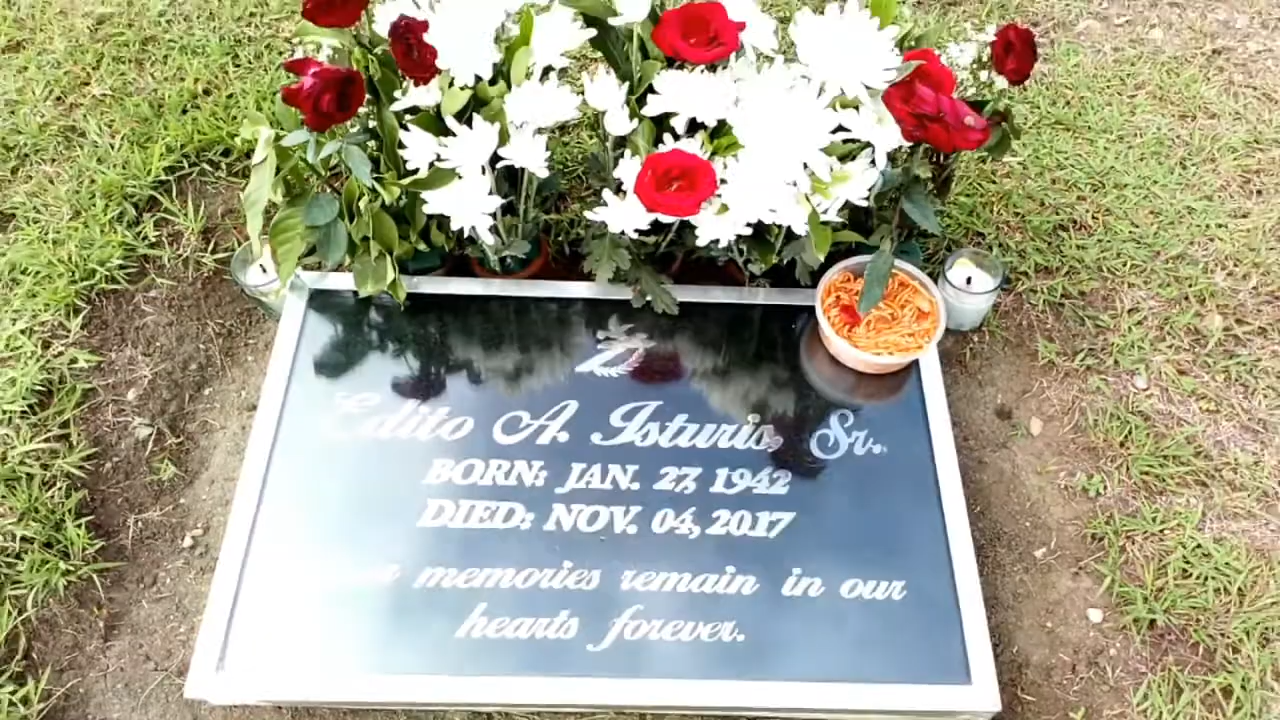 Edito A. Isturis, Sr.
BORN: JAN. 27, 1942
DIED: NOV. 04, 2017
memories remain in our
hearts forever.